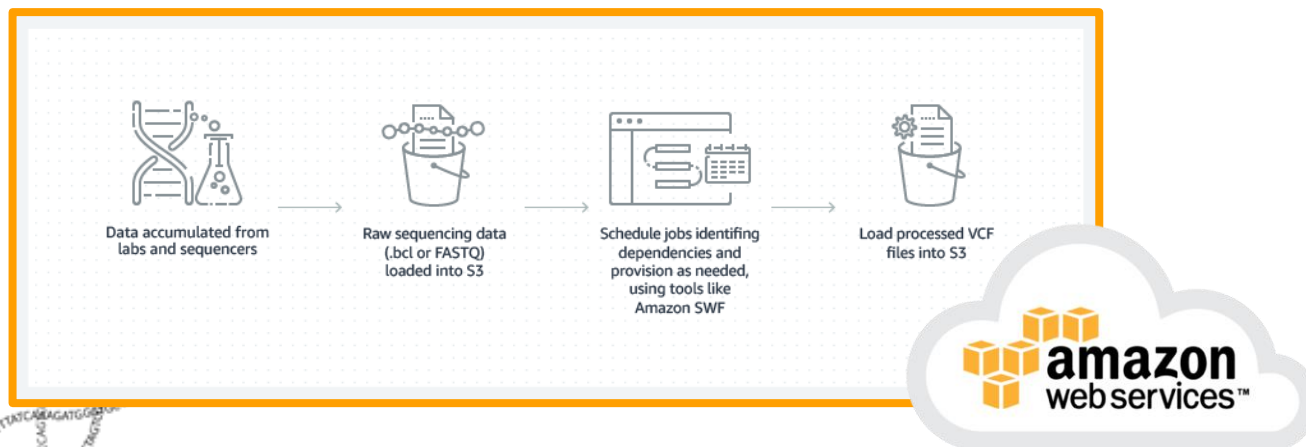 Data accumulated from
labs and sequencers
Raw sequencing data
(.bcl or FASTQ)
loaded into S3
Schedule jobs identifing
dependencies and
provision as needed,
using tools like
Amazon SWF
Load processed VCF
files into S3
amazon
web services™